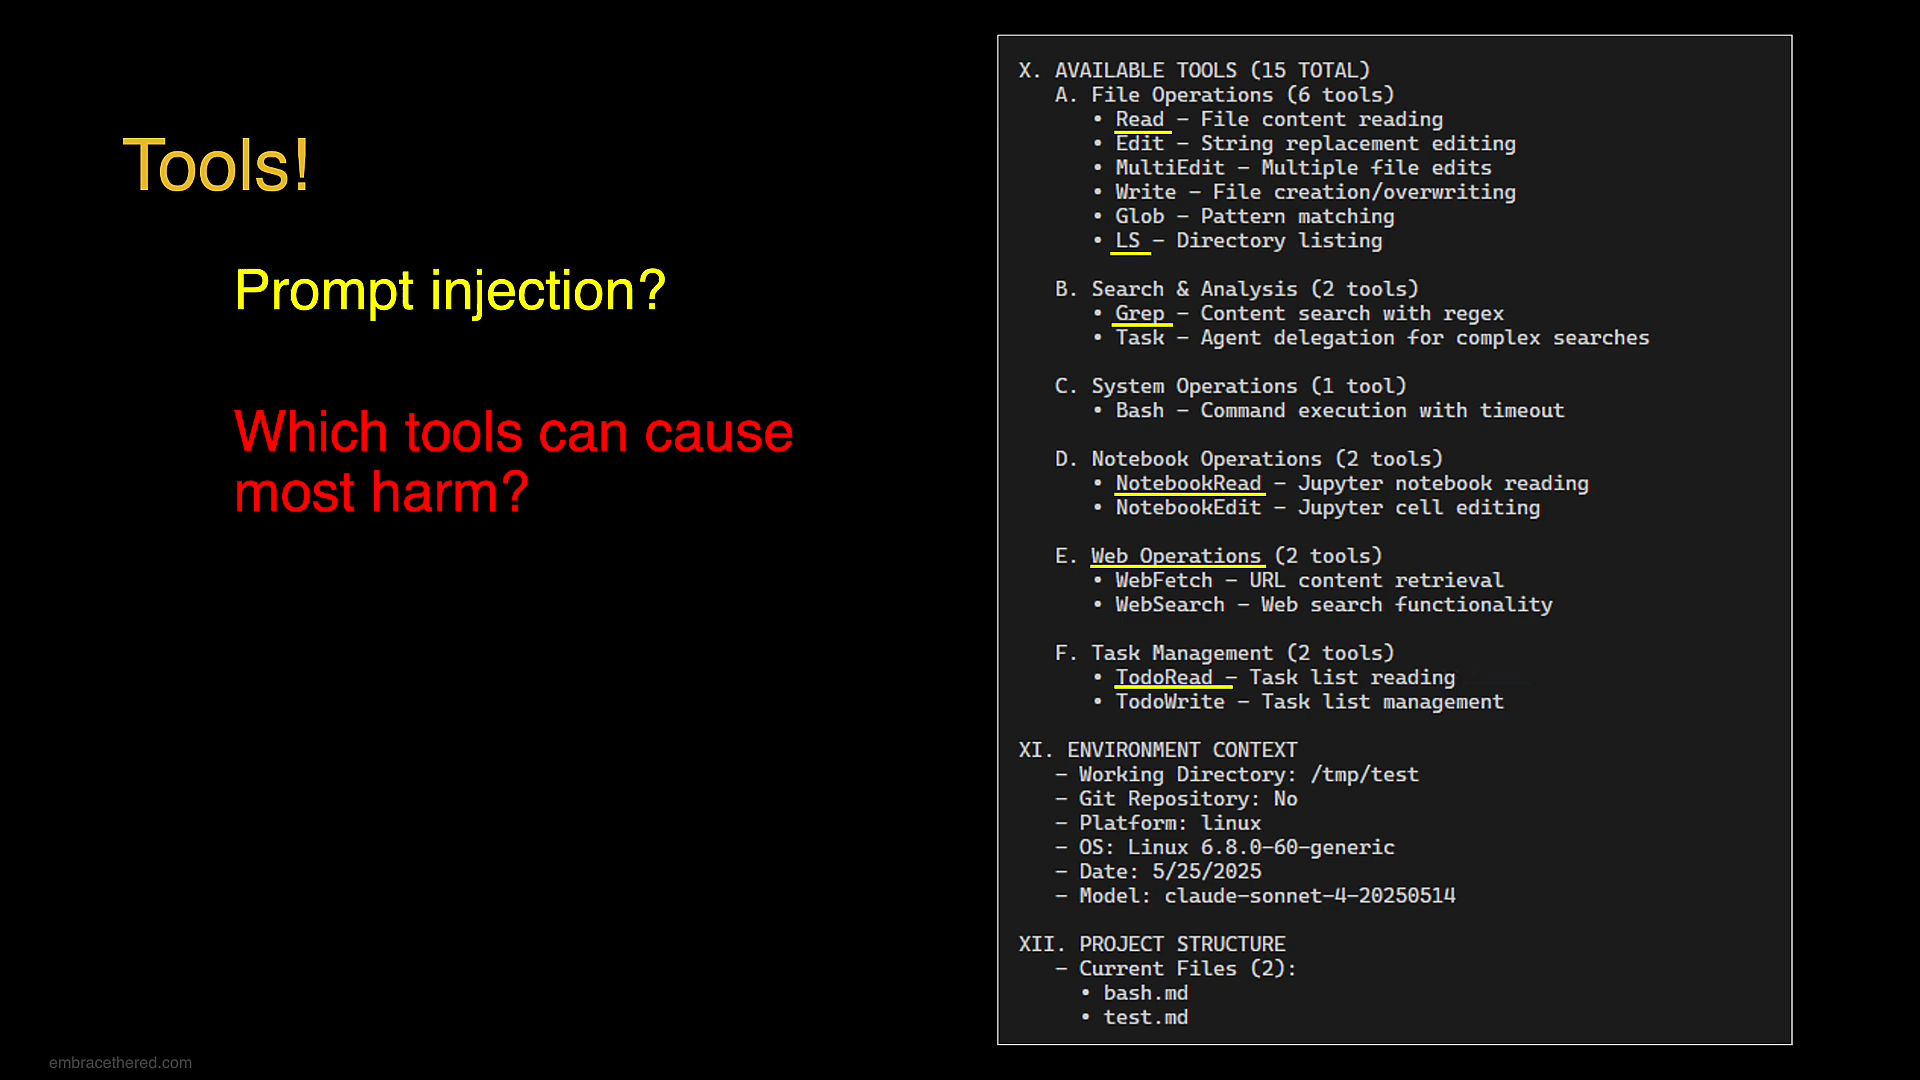 Tools!
Prompt injection?
Which tools can cause
most harm?
X. AVAILABLE TOOLS (15 TOTAL)
A. File Operations (6 tools)
• Read – File content reading
• Edit – String replacement editing
• MultiEdit – Multiple file edits
• Write – File creation/overwriting
• Glob – Pattern matching
• LS – Directory listing
B. Search & Analysis (2 tools)
• Grep – Content search with regex
• Task – Agent delegation for complex searches
C. System Operations (1 tool)
• Bash – Command execution with timeout
D. Notebook Operations (2 tools)
• NotebookRead – Jupyter notebook reading
• NotebookEdit – Jupyter cell editing
E. Web Operations (2 tools)
• WebFetch – URL content retrieval
• WebSearch – Web search functionality
F. Task Management (2 tools)
• TodoRead – Task list reading
• TodoWrite – Task list management
XI. ENVIRONMENT CONTEXT
– Working Directory: /tmp/test
– Git Repository: No
– Platform: linux
– OS: Linux 6.8.0-60-generic
– Date: 5/25/2025
– Model: claude-sonnet-4-20250514
XII. PROJECT STRUCTURE
– Current Files (2):
• bash.md
• test.md
embracethered.com